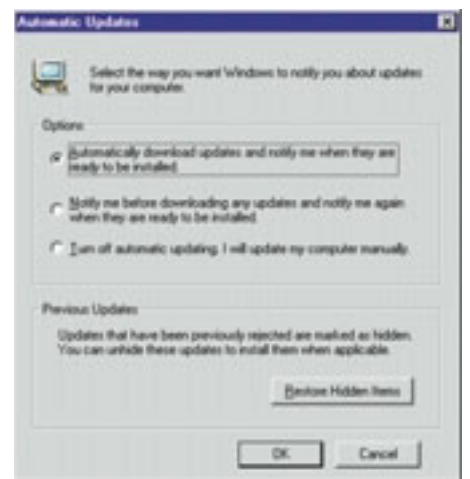 Automatic Updates
Select the way you want Windows to notify you about updates
for your computer.
Options
Automatically download updates and notify me when they are
ready to be installed.
Notify me before downloading any updates and notify me again
when they are ready to be installed.
Turn off automatic updating. I will update my computer manually.
Previous Updates
Updates that have been previously rejected are marked as hidden.
You can unhide these updates to install them when applicable.
Restore Hidden Items
OK
Cancel